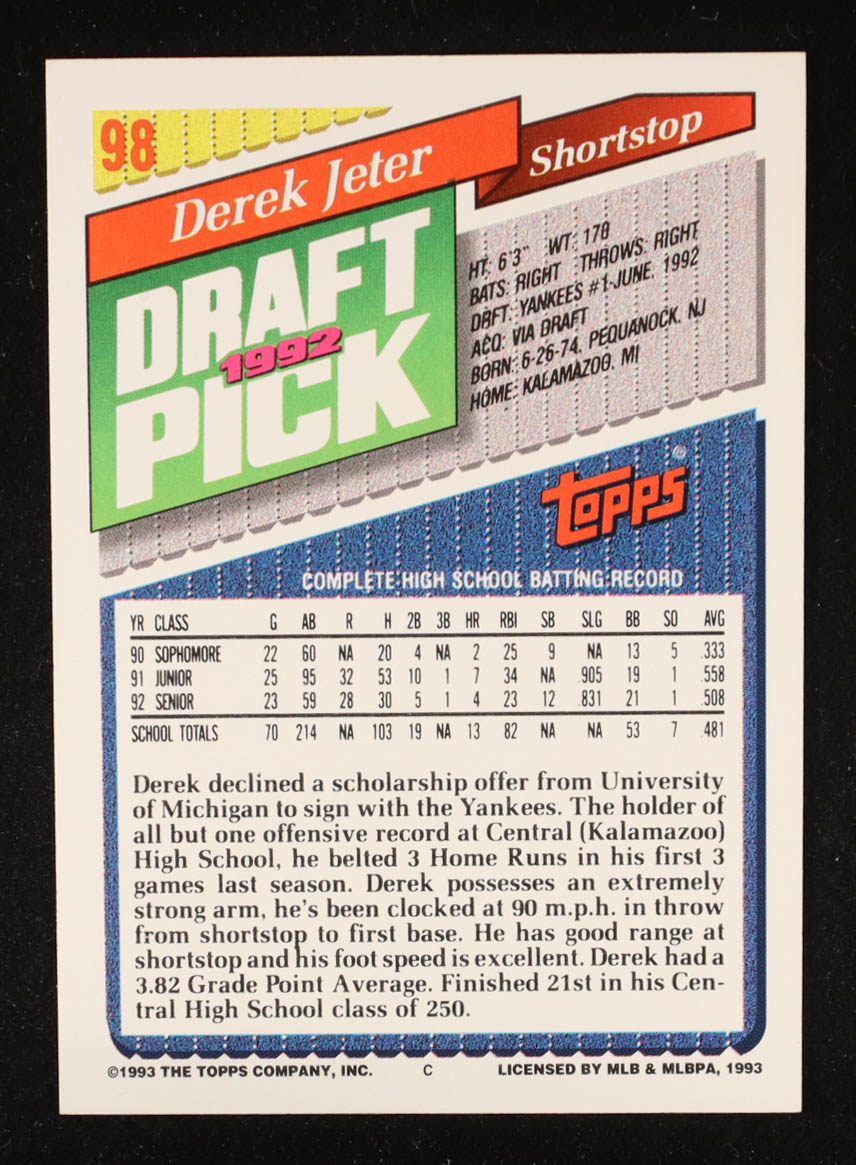 98
Derek Jeter
Shortstop
DRAFT
1992
PICK
HT: 6'3" WT: 178
BATS: RIGHT THROWS: RIGHT
DRFT: YANKEES #1-JUNE, 1992
ACQ: VIA DRAFT
BORN: 6-26-74, PEQUANOCK, NJ
HOME: KALAMAZOO, MI
topps®
COMPLETE HIGH SCHOOL BATTING RECORD
YR CLASS G AB R H 2B 3B HR RBI SB SLG BB SO AVG
90 SOPHOMORE 22 60 NA 20 4 NA 2 25 9 NA 13 5 .333
91 JUNIOR 25 95 32 53 10 1 7 34 NA .905 19 1 .558
92 SENIOR 23 59 28 30 5 1 4 23 12 .831 21 1 .508
SCHOOL TOTALS 70 214 NA 103 19 NA 13 82 NA NA 53 7 .481
Derek declined a scholarship offer from University
of Michigan to sign with the Yankees. The holder of
all but one offensive record at Central (Kalamazoo)
High School, he belted 3 Home Runs in his first 3
games last season. Derek possesses an extremely
strong arm, he's been clocked at 90 m.p.h. in throw
from shortstop to first base. He has good range at
shortstop and his foot speed is excellent. Derek had a
3.82 Grade Point Average. Finished 21st in his Cen-
tral High School class of 250.
©1993 THE TOPPS COMPANY, INC. C LICENSED BY MLB & MLBPA, 1993